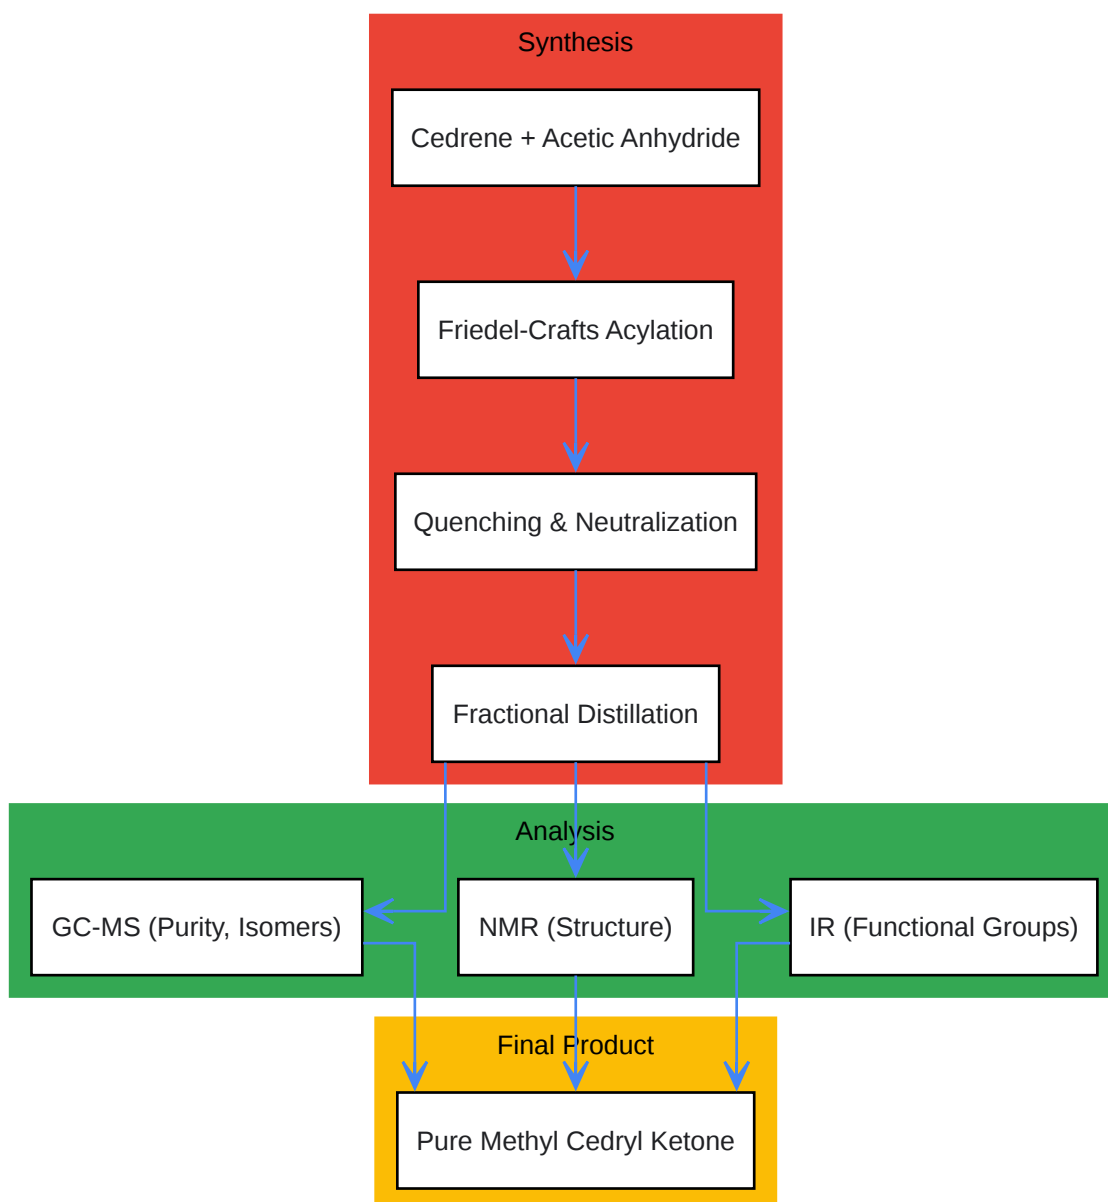 Synthesis
Cedrene + Acetic Anhydride
Friedel-Crafts Acylation
Quenching & Neutralization
Fractional Distillation
Analysis
GC-MS (Purity, Isomers)
NMR (Structure)
IR (Functional Groups)
Final Product
Pure Methyl Cedryl Ketone